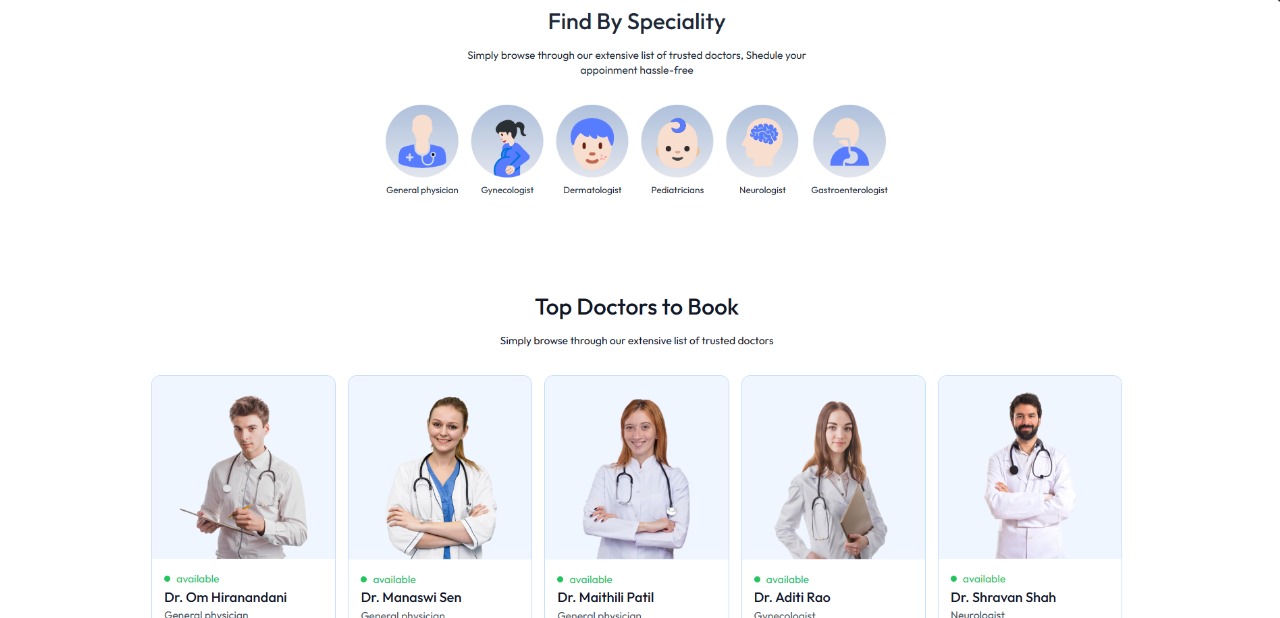 Find By Speciality
Simply browse through our extensive list of trusted doctors, Shedule your
appoinment hassle-free
General physician
Gynecologist
Dermatologist
Pediatricians
Neurologist
Gastroenterologist
Top Doctors to Book
Simply browse through our extensive list of trusted doctors
available
Dr. Om Hiranandani
General physician
available
Dr. Manaswi Sen
General physician
available
Dr. Maithili Patil
General physician
available
Dr. Aditi Rao
Gynecologist
available
Dr. Shravan Shah
Neurologist